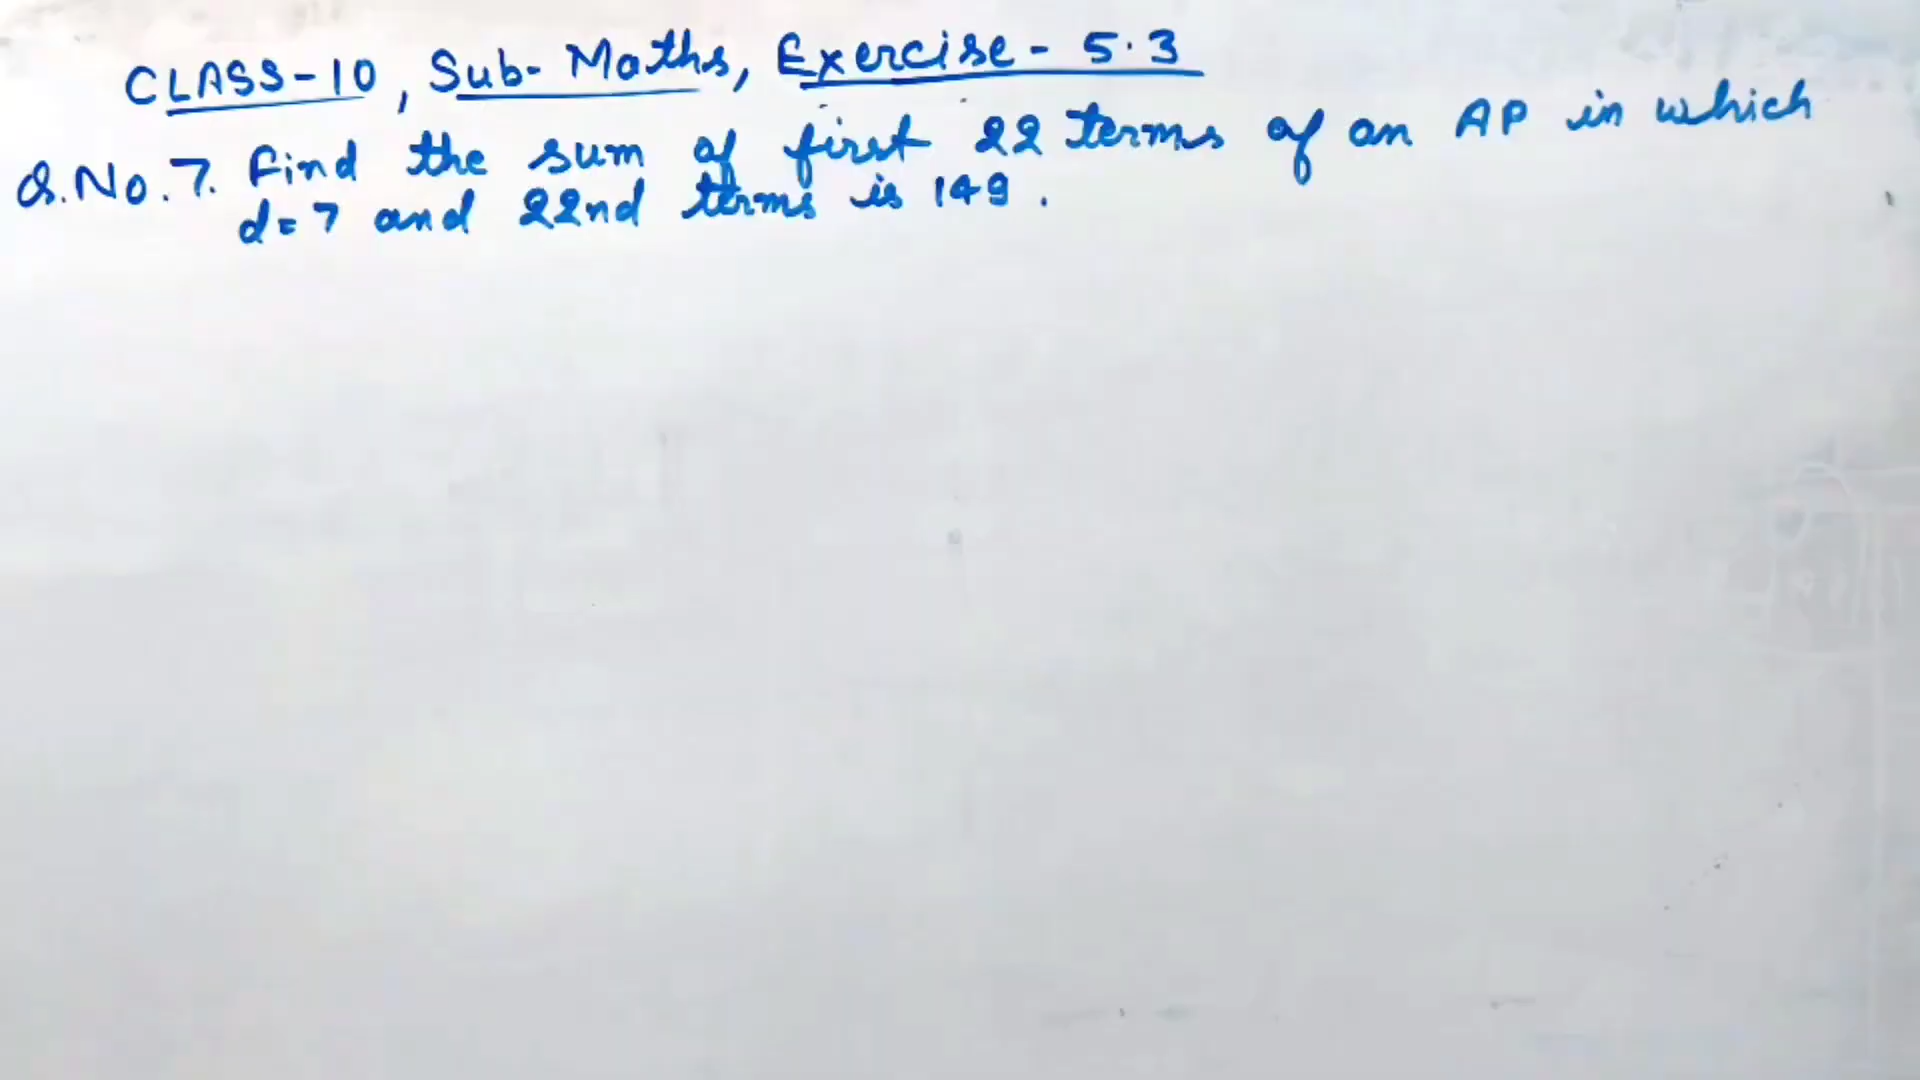 CLASS-10, Sub- Maths, Exercise- 5.3
Q.No.7. Find the sum of first 22 terms of an AP in which
d=7 and 22nd terms is 149.